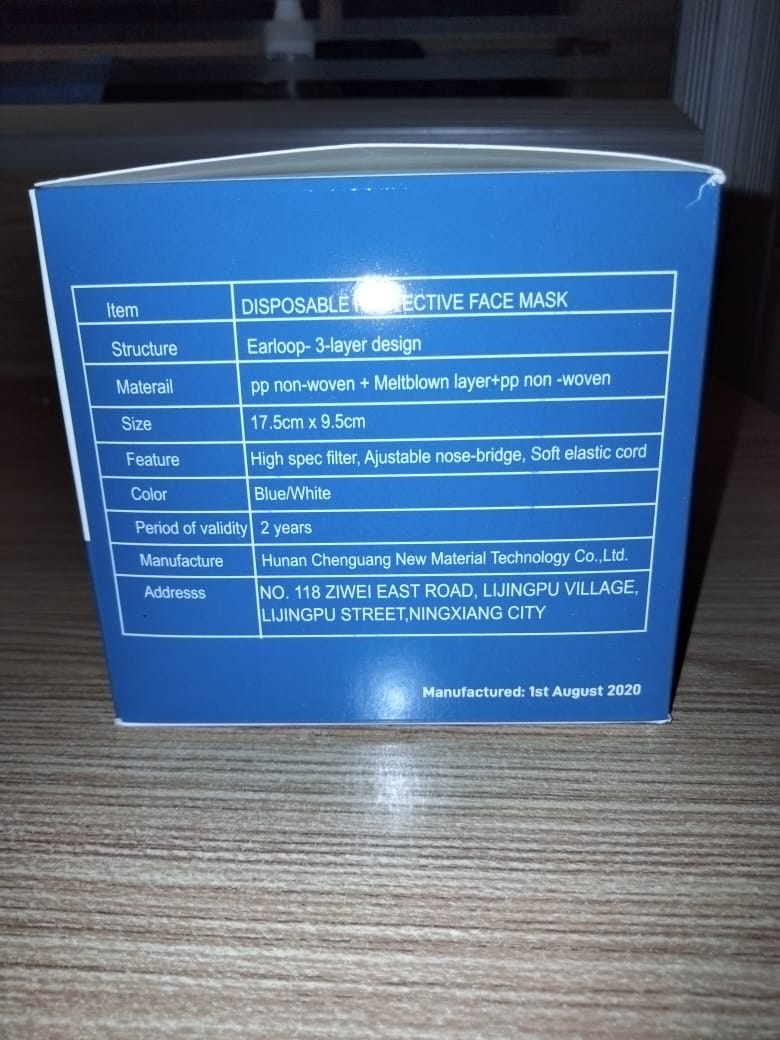 Item DISPOSABLE PROTECTIVE FACE MASK
Structure Earloop- 3-layer design
Materail pp non-woven + Meltblown layer+pp non -woven
Size 17.5cm x 9.5cm
Feature High spec filter, Ajustable nose-bridge, Soft elastic cord
Color Blue/White
Period of validity 2 years
Manufacture Hunan Chenguang New Material Technology Co.,Ltd.
Addresss NO. 118 ZIWEI EAST ROAD, LIJINGPU VILLAGE,
LIJINGPU STREET,NINGXIANG CITY
Manufactured: 1st August 2020